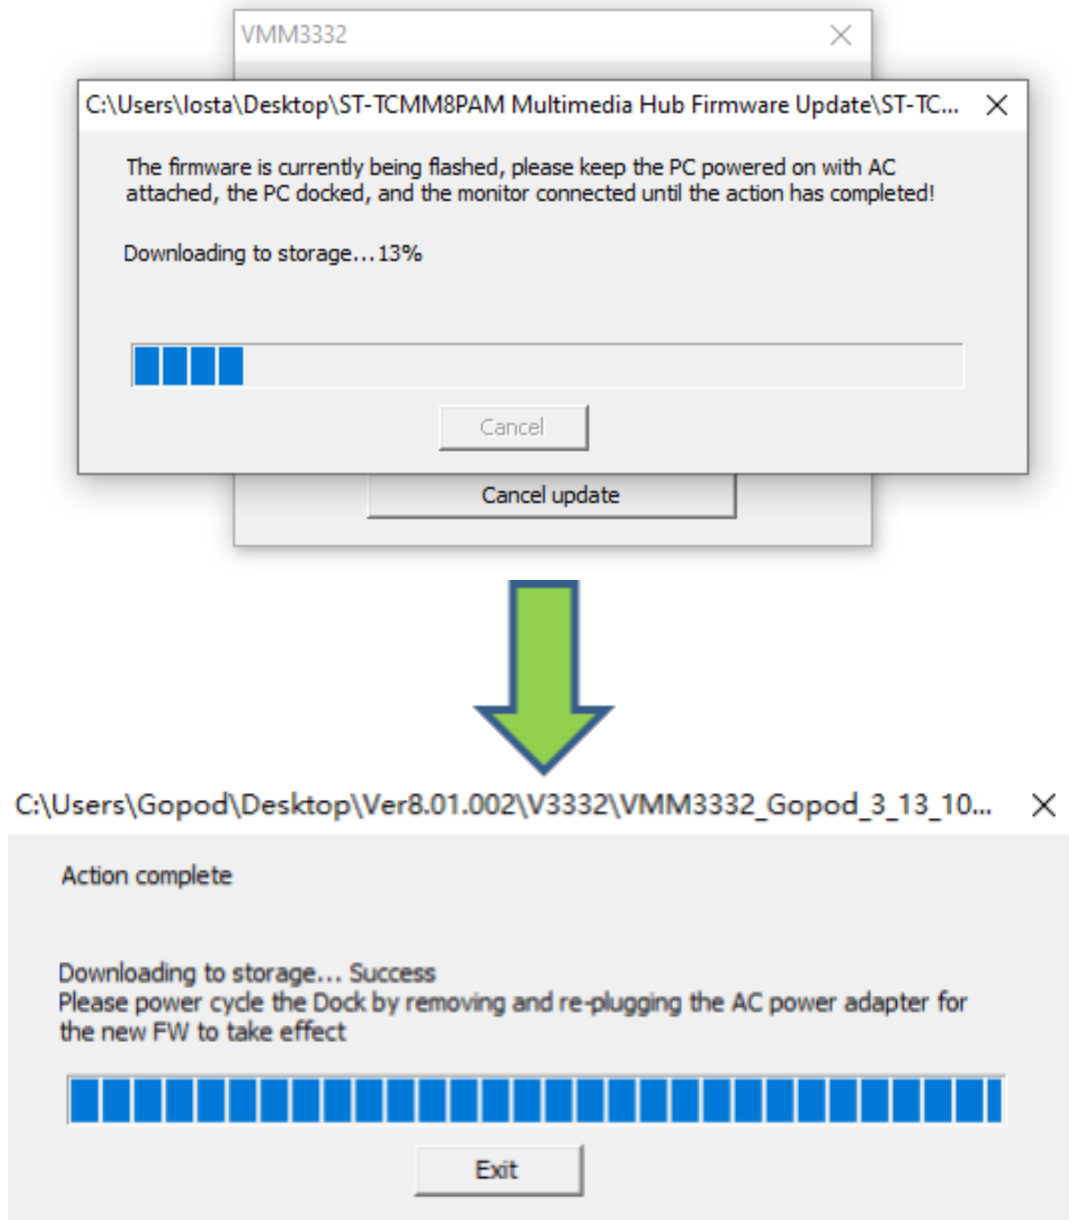 VMM3332
C:\Users\losta\Desktop\ST-TCMM8PAM Multimedia Hub Firmware Update\ST-TC...
The firmware is currently being flashed, please keep the PC powered on with AC
attached, the PC docked, and the monitor connected until the action has completed!
Downloading to storage...13%
Cancel
Cancel update
C:\Users\Gopod\Desktop\Ver8.01.002\V3332\VMM3332_Gopod_3_13_10...
Action complete
Downloading to storage... Success
Please power cycle the Dock by removing and re-plugging the AC power adapter for
the new FW to take effect
Exit